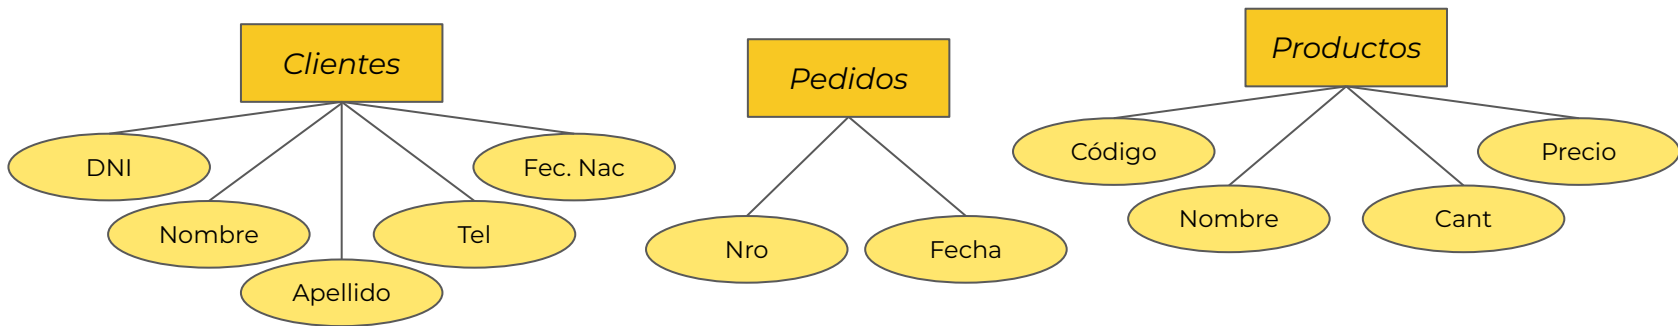 Clientes
DNI
Nombre
Apellido
Tel
Fec. Nac
Pedidos
Nro
Fecha
Productos
Código
Nombre
Cant
Precio